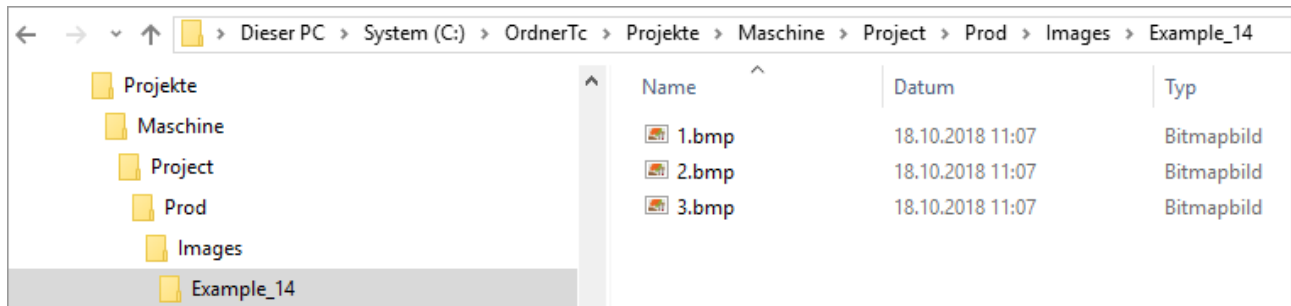 Dieser PC > System (C:) > OrdnerTc > Projekte > Maschine > Project > Prod > Images > Example_14
Projekte
Maschine
Project
Prod
Images
Example_14
Name Datum Typ
1.bmp 18.10.2018 11:07 Bitmapbild
2.bmp 18.10.2018 11:07 Bitmapbild
3.bmp 18.10.2018 11:07 Bitmapbild